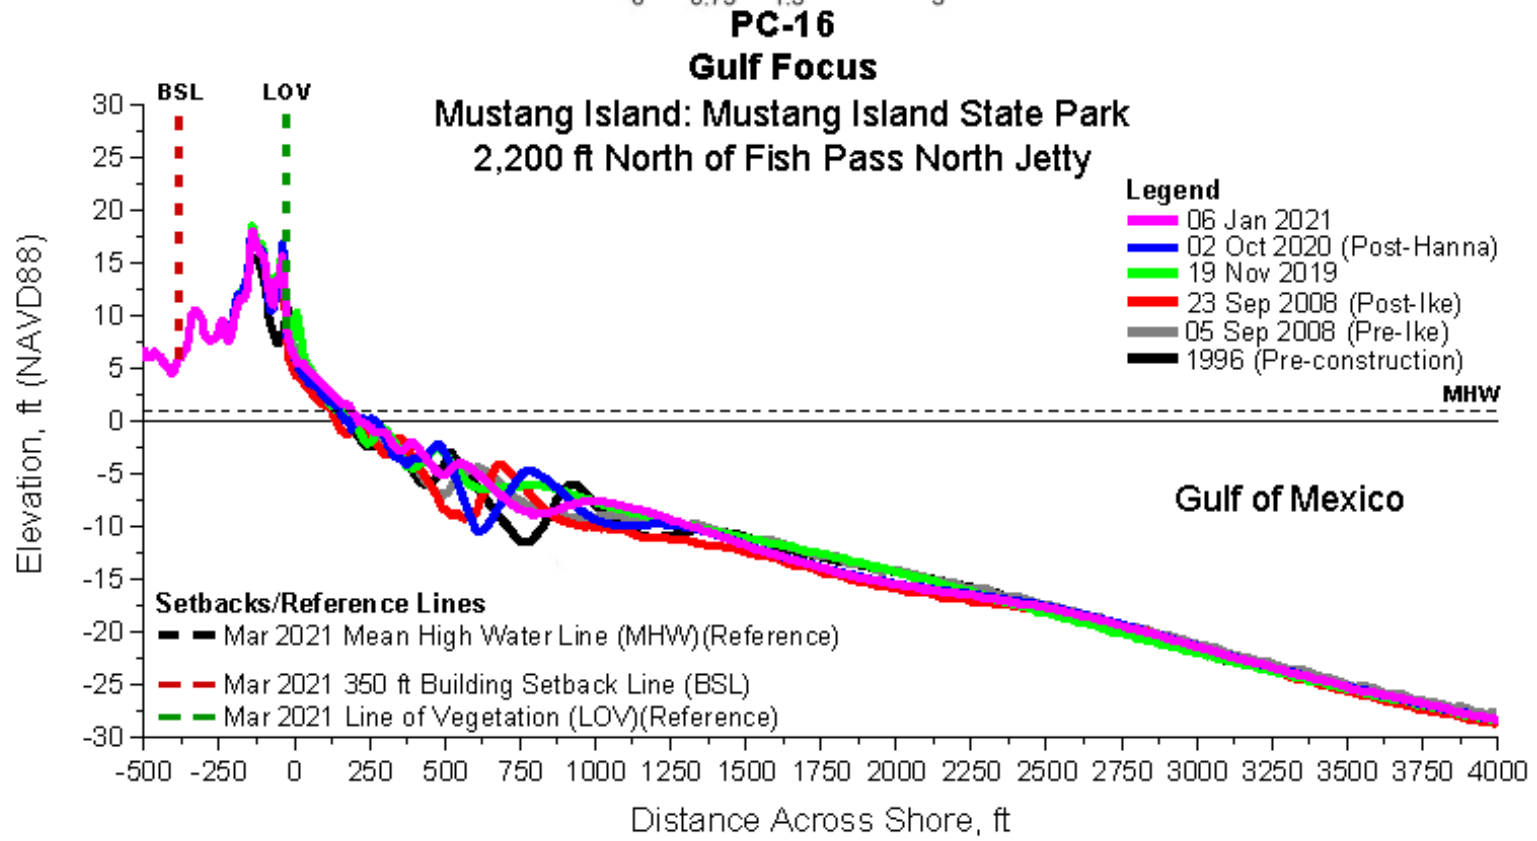 PC-16
Gulf Focus
Mustang Island: Mustang Island State Park
2,200 ft North of Fish Pass North Jetty
BSL
LOV
30
25
20
15
10
5
0
-5
-10
-15
-20
-25
-30
Elevation, ft (NAVD88)
Legend
06 Jan 2021
02 Oct 2020 (Post-Hanna)
19 Nov 2019
23 Sep 2008 (Post-Ike)
05 Sep 2008 (Pre-Ike)
1996 (Pre-construction)
MHW
Gulf of Mexico
Setbacks/Reference Lines
Mar 2021 Mean High Water Line (MHW)(Reference)
Mar 2021 350 ft Building Setback Line (BSL)
Mar 2021 Line of Vegetation (LOV)(Reference)
-500 -250 0 250 500 750 1000 1250 1500 1750 2000 2250 2500 2750 3000 3250 3500 3750 4000
Distance Across Shore, ft